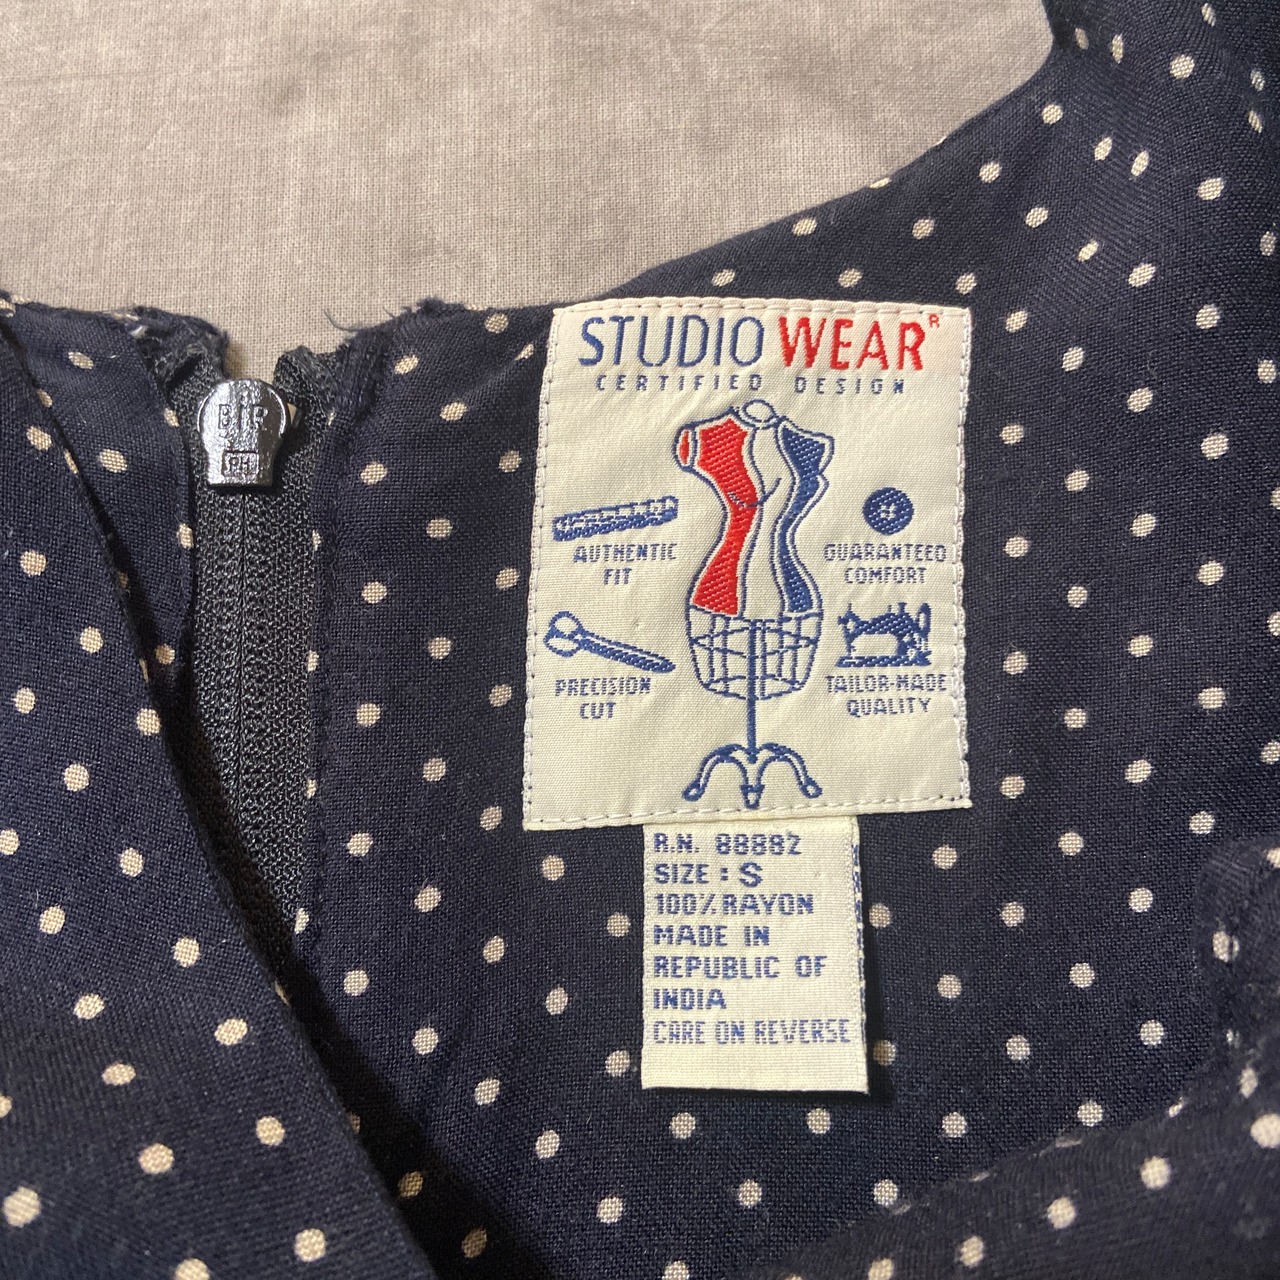 STUDIO WEAR R
CERTIFIED DESIGN
AUTHENTIC
FIT
GUARANTEED
COMFORT
PRECISION
CUT
TAILOR-MADE
QUALITY
R.N. 88882
SIZE : S
100% RAYON
MADE IN
REPUBLIC OF
INDIA
CARE ON REVERSE